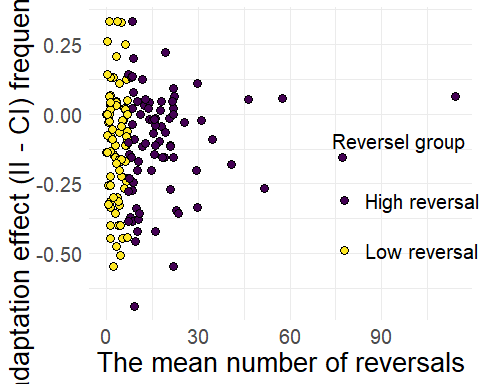 adaptation effect (II - CI) frequen
0.25
0.00
-0.25
-0.50
Reversel group
High reversal
Low reversal
0 30 60 90
The mean number of reversals